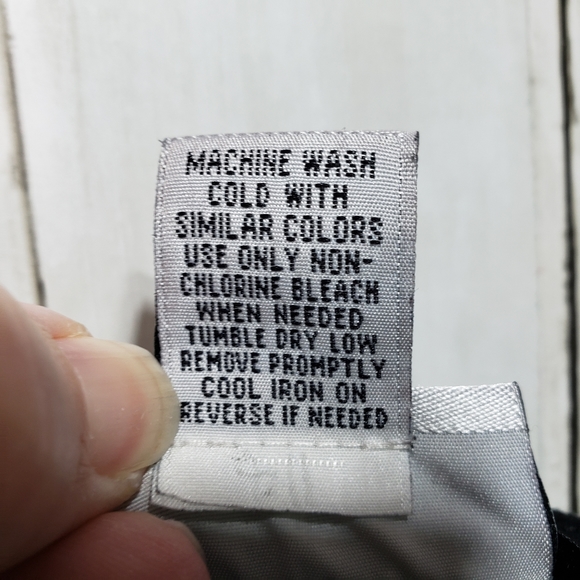 MACHINE WASH
COLD WITH
SIMILAR COLORS
USE ONLY NON-
CHLORINE BLEACH
WHEN NEEDED
TUMBLE DRY LOW
REMOVE PROMPTLY
COOL IRON ON
REVERSE IF NEEDED